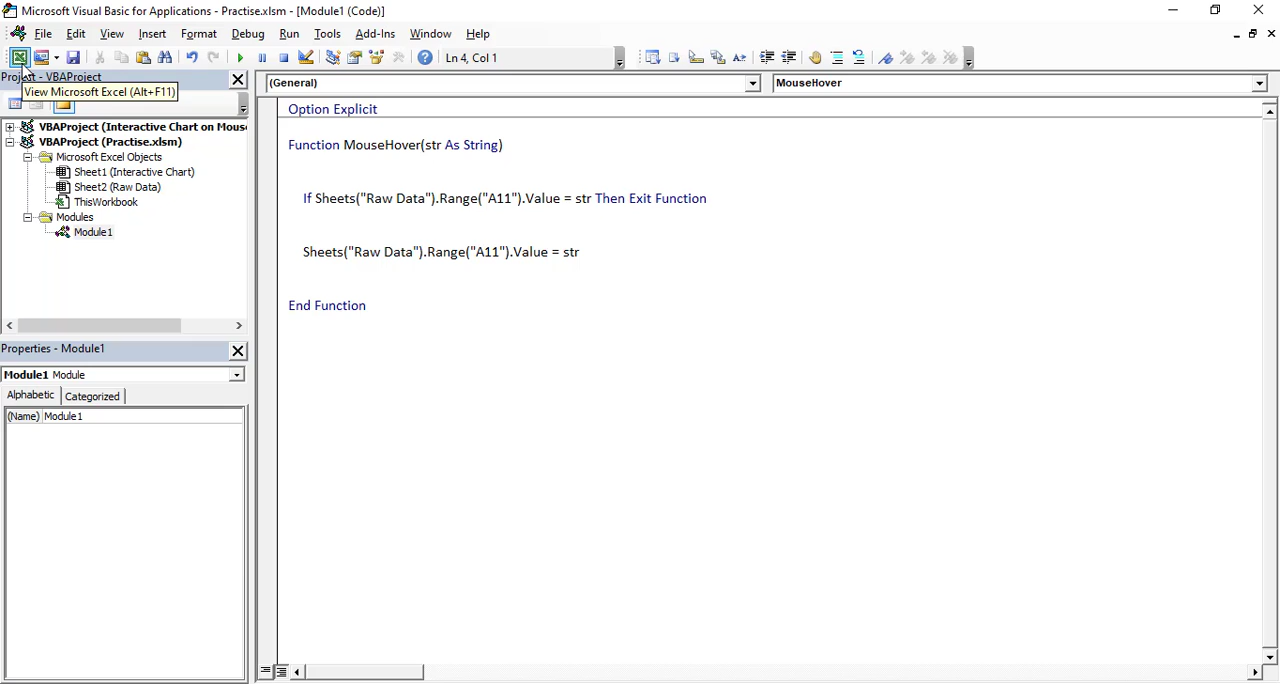 Microsoft Visual Basic for Applications - Practise.xlsm - [Module1 (Code)]
File Edit View Insert Format Debug Run Tools Add-Ins Window Help
Ln 4, Col 1
Project - VBAProject
View Microsoft Excel (Alt+F11)
(General)
MouseHover
VBAProject (Interactive Chart on Mous
VBAProject (Practise.xlsm)
Microsoft Excel Objects
Sheet1 (Interactive Chart)
Sheet2 (Raw Data)
ThisWorkbook
Modules
Module1
Option Explicit
Function MouseHover(str As String)
If Sheets("Raw Data").Range("A11").Value = str Then Exit Function
Sheets("Raw Data").Range("A11").Value = str
End Function
Properties - Module1
Module1 Module
Alphabetic Categorized
(Name) Module1